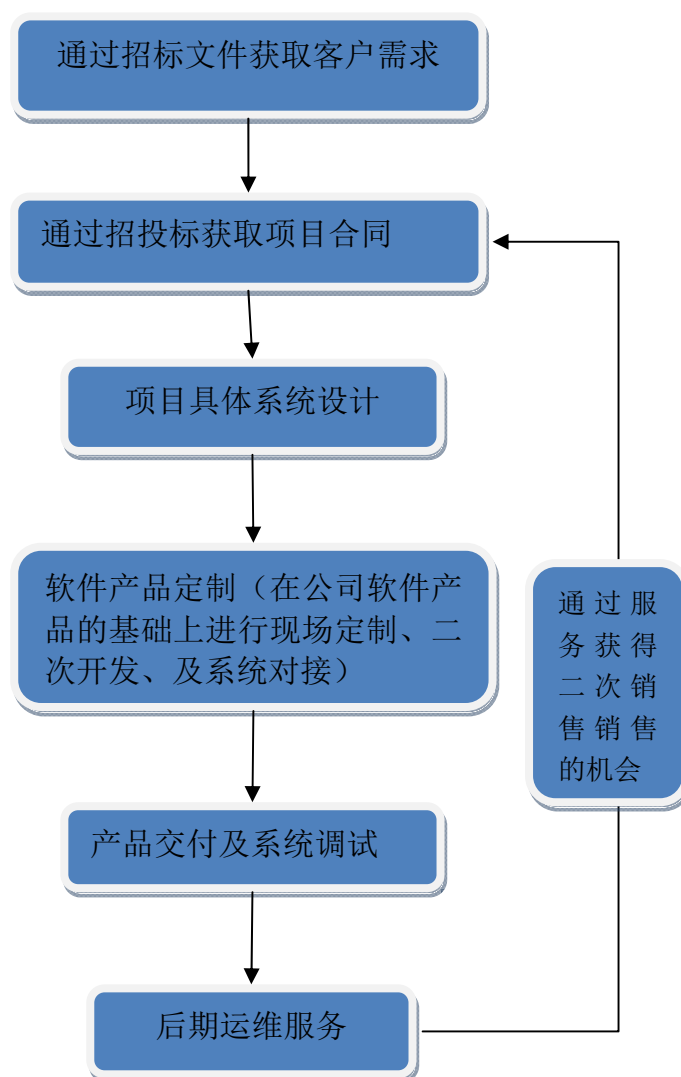 通过招标文件获取客户需求
通过招投标获取项目合同
项目具体系统设计
软件产品定制（在公司软件产
品的基础上进行现场定制、二
次开发、及系统对接）
通过服
务获得
二次销
售销售
的机会
产品交付及系统调试
后期运维服务